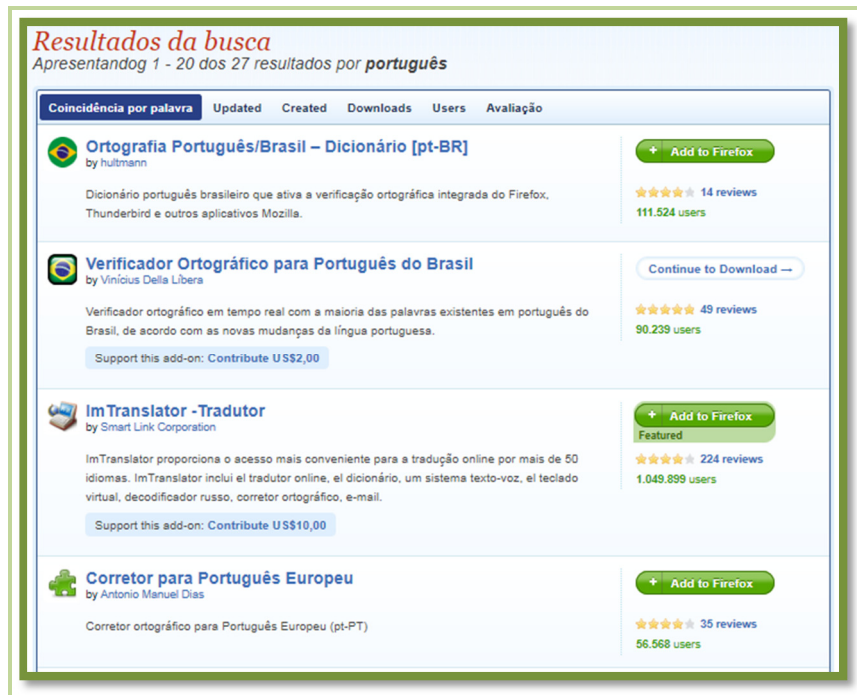 Resultados da busca
Apresentandog 1 - 20 dos 27 resultados por português
Coincidência por palavra Updated Created Downloads Users Avaliação
Ortografia Português/Brasil – Dicionário [pt-BR]
by hultmann
Dicionário português brasileiro que ativa a verificação ortográfica integrada do Firefox,
Thunderbird e outros aplicativos Mozilla.
+ Add to Firefox
14 reviews
111.524 users
Verificador Ortográfico para Português do Brasil
by Vinícius Della Líbera
Verificador ortográfico em tempo real com a maioria das palavras existentes em português do
Brasil, de acordo com as novas mudanças da língua portuguesa.
Support this add-on: Contribute US$2,00
Continue to Download →
49 reviews
90.239 users
ImTranslator -Tradutor
by Smart Link Corporation
ImTranslator proporciona o acesso mais conveniente para a tradução online por mais de 50
idiomas. ImTranslator inclui el tradutor online, el dicionário, um sistema texto-voz, el teclado
virtual, decodificador russo, corretor ortográfico, e-mail.
Support this add-on: Contribute US$10,00
+ Add to Firefox
Featured
224 reviews
1.049.899 users
Corretor para Português Europeu
by Antonio Manuel Dias
Corretor ortográfico para Português Europeu (pt-PT)
+ Add to Firefox
35 reviews
56.568 users